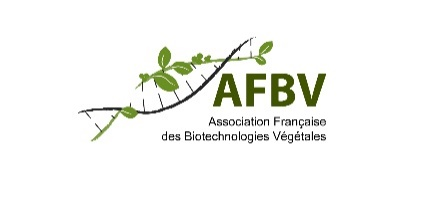 AFBV
Association Française
des Biotechnologies Végétales